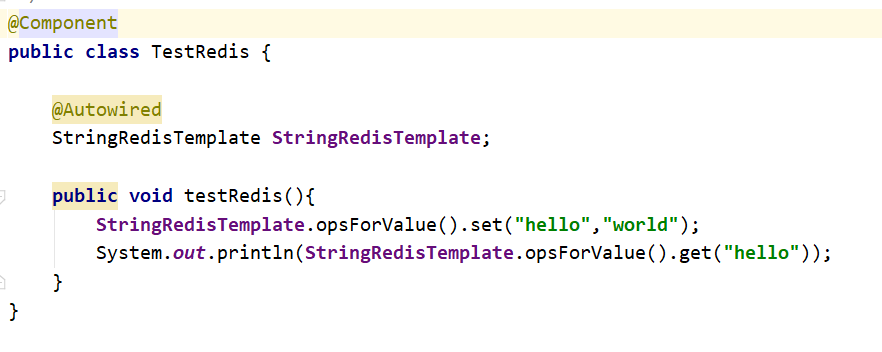 @Component
public class TestRedis {
@Autowired
StringRedisTemplate StringRedisTemplate;
public void testRedis(){
StringRedisTemplate.opsForValue().set("hello","world");
System.out.println(StringRedisTemplate.opsForValue().get("hello"));
}
}